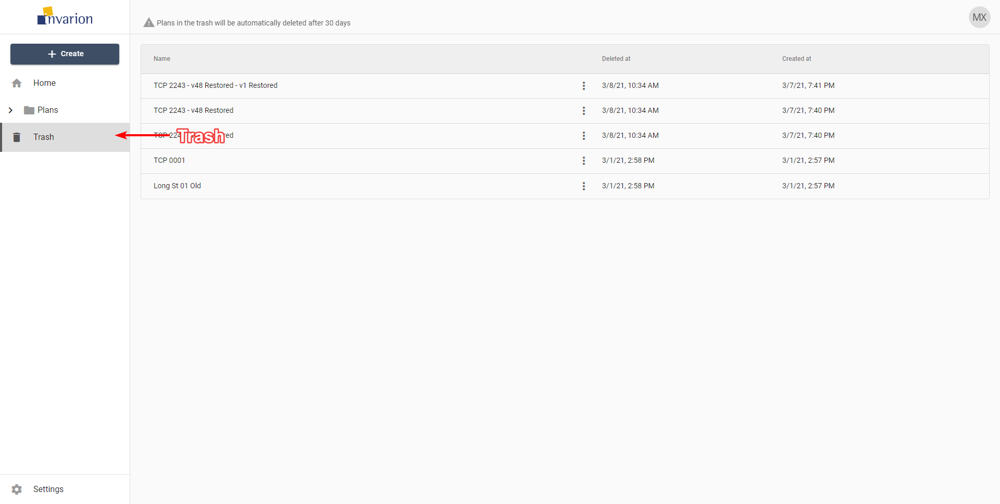 invarion
Plans in the trash will be automatically deleted after 30 days
MX
Create
Home
Plans
Trash
Settings
Name Deleted at Created at
TCP 2243 - v48 Restored - v1 Restored 3/8/21, 10:34 AM 3/7/21, 7:41 PM
TCP 2243 - v48 Restored 3/8/21, 10:34 AM 3/7/21, 7:40 PM
Trash
TCP 3/8/21, 10:34 AM 3/7/21, 7:40 PM
TCP 0001 3/1/21, 2:58 PM 3/1/21, 2:57 PM
Long St 01 Old 3/1/21, 2:58 PM 3/1/21, 2:57 PM